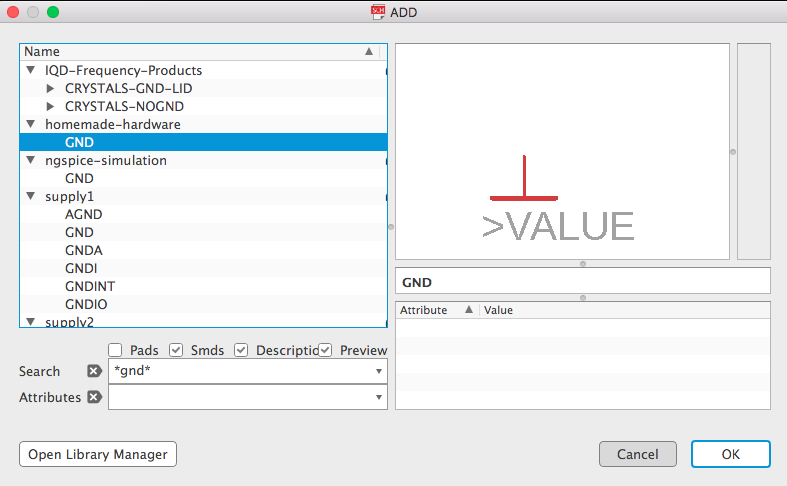 SCH ADD
Name
IQD-Frequency-Products
CRYSTALS-GND-LID
CRYSTALS-NOGND
homemade-hardware
GND
ngspice-simulation
GND
supply1
AGND
GND
GNDA
GNDI
GNDINT
GNDIO
supply2
>VALUE
GND
Attribute Value
Pads Smds Descriptic Preview
Search *gnd*
Attributes
Open Library Manager Cancel OK